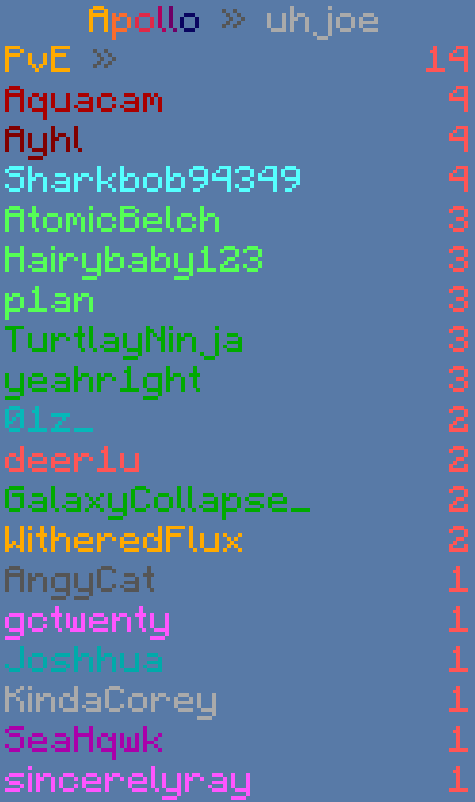 Apollo » uh_joe
PvE » 14
Aquacam 4
Ayhl 4
Sharkbob94349 4
AtomicBelch 3
Hairybaby123 3
p1an 3
TurtlayNinja 3
yeahr1ght 3
01z_ 2
deer1u 2
GalaxyCollapse_ 2
WitheredFlux 2
AngyCat 1
gctwenty 1
Joshhua 1
KindaCorey 1
SeaHqwk 1
sincerelyray 1